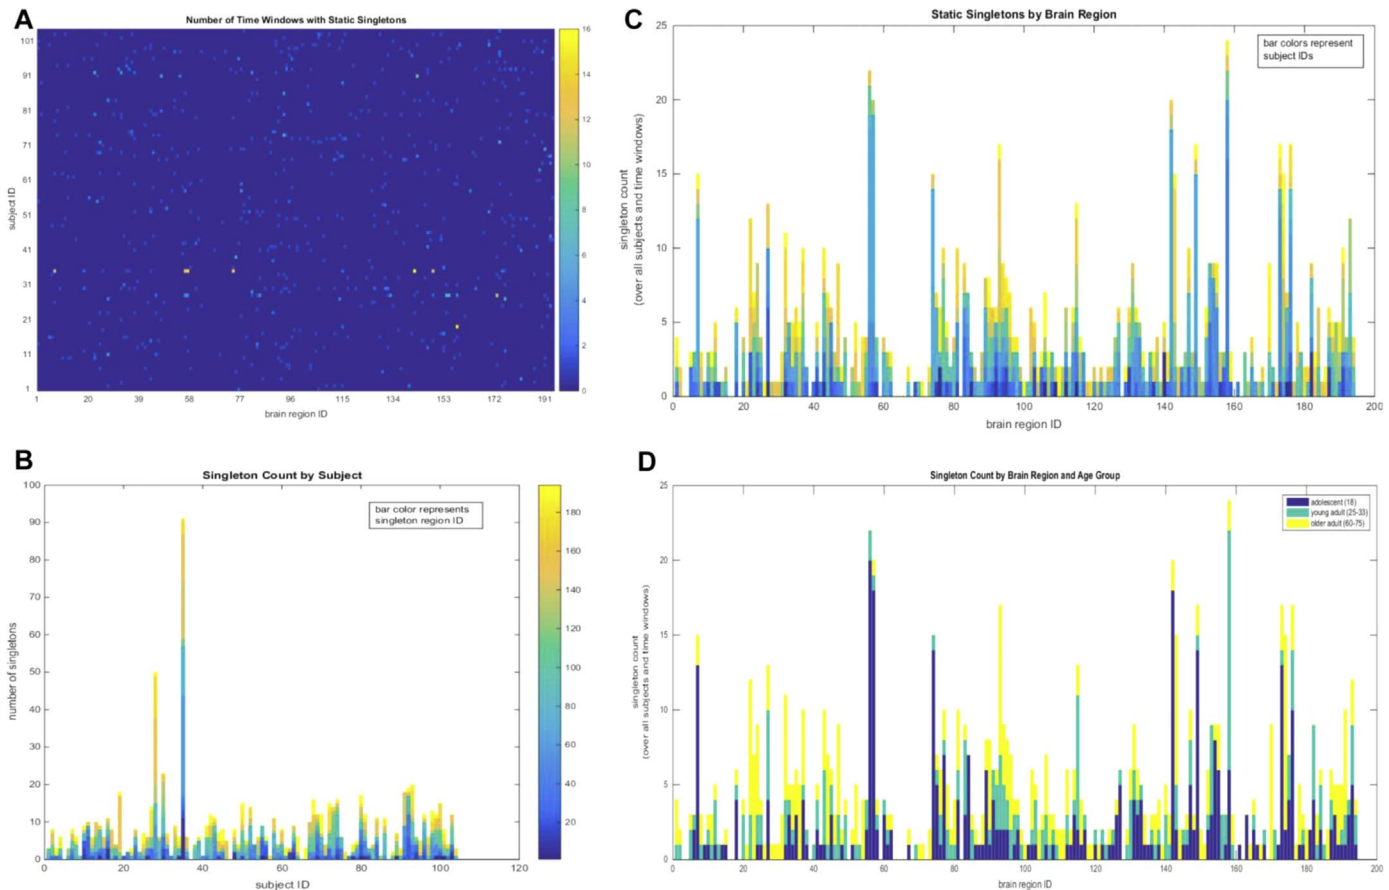 A
Number of Time Windows with Static Singletons
101
91
81
71
61
51
41
31
21
11
1
subject ID
1 20 39 58 77 96 115 134 153 172 191
brain region ID
16
14
12
10
8
6
4
2
0
C
Static Singletons by Brain Region
bar colors represent
subject IDs
25
20
15
10
5
0
singleton count
(over all subjects and time windows)
0 20 40 60 80 100 120 140 160 180 200
brain region ID
B
Singleton Count by Subject
bar color represents
singleton region ID
100
90
80
70
60
50
40
30
20
10
0
number of singletons
0 20 40 60 80 100 120
subject ID
180
160
140
120
100
80
60
40
20
D
Singleton Count by Brain Region and Age Group
adolescent (18)
young adult (25-33)
older adult (60-75)
25
20
15
10
5
0
singleton count
(over all subjects and time windows)
0 20 40 60 80 100 120 140 160 180 200
brain region ID